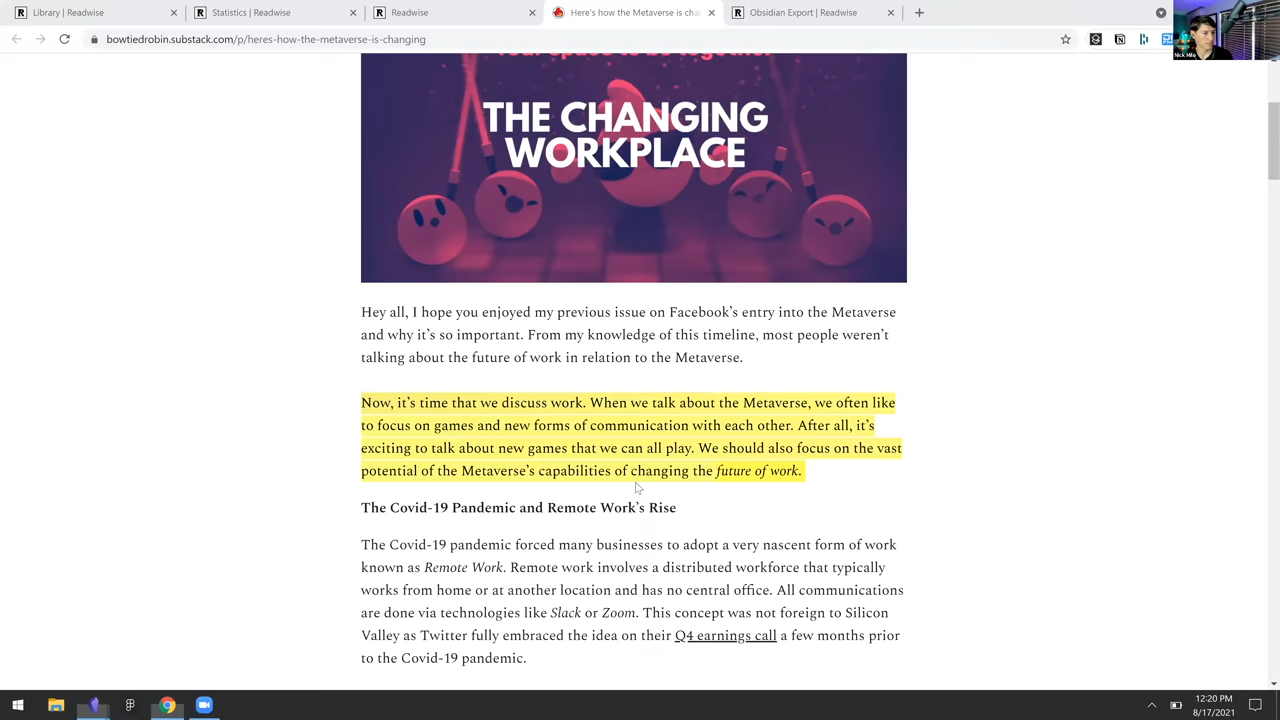 Library | Readwise
Statistics | Readwise
Readwise
Here's how the Metaverse is cha
Obsidian Export | Readwise
bowtiedrobin.substack.com/p/heres-how-the-metaverse-is-changing
Nick Milo
Your space to be together.
THE CHANGING
WORKPLACE
Hey all, I hope you enjoyed my previous issue on Facebook's entry into the Metaverse
and why it's so important. From my knowledge of this timeline, most people weren't
talking about the future of work in relation to the Metaverse.
Now, it's time that we discuss work. When we talk about the Metaverse, we often like
to focus on games and new forms of communication with each other. After all, it's
exciting to talk about new games that we can all play. We should also focus on the vast
potential of the Metaverse's capabilities of changing the future of work.
The Covid-19 Pandemic and Remote Work's Rise
The Covid-19 pandemic forced many businesses to adopt a very nascent form of work
known as Remote Work. Remote work involves a distributed workforce that typically
works from home or at another location and has no central office. All communications
are done via technologies like Slack or Zoom. This concept was not foreign to Silicon
Valley as Twitter fully embraced the idea on their Q4 earnings call a few months prior
to the Covid-19 pandemic.
12:20 PM
8/17/2021